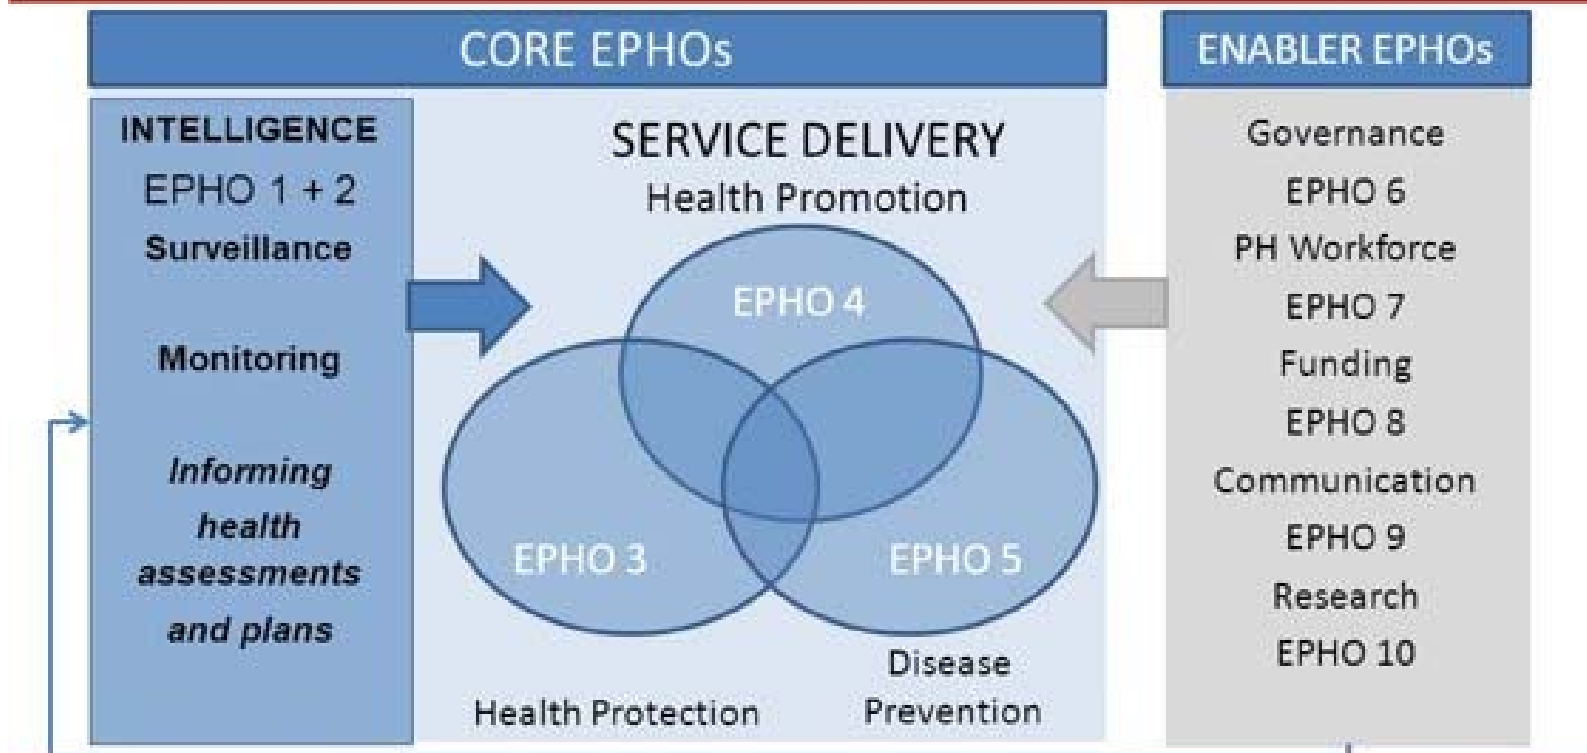 CORE EPHOs
ENABLER EPHOs
INTELLIGENCE
EPHO 1 + 2
Surveillance
Monitoring
Informing
health
assessments
and plans
SERVICE DELIVERY
Health Promotion
EPHO 4
EPHO 3
EPHO 5
Health Protection
Disease
Prevention
Governance
EPHO 6
PH Workforce
EPHO 7
Funding
EPHO 8
Communication
EPHO 9
Research
EPHO 10